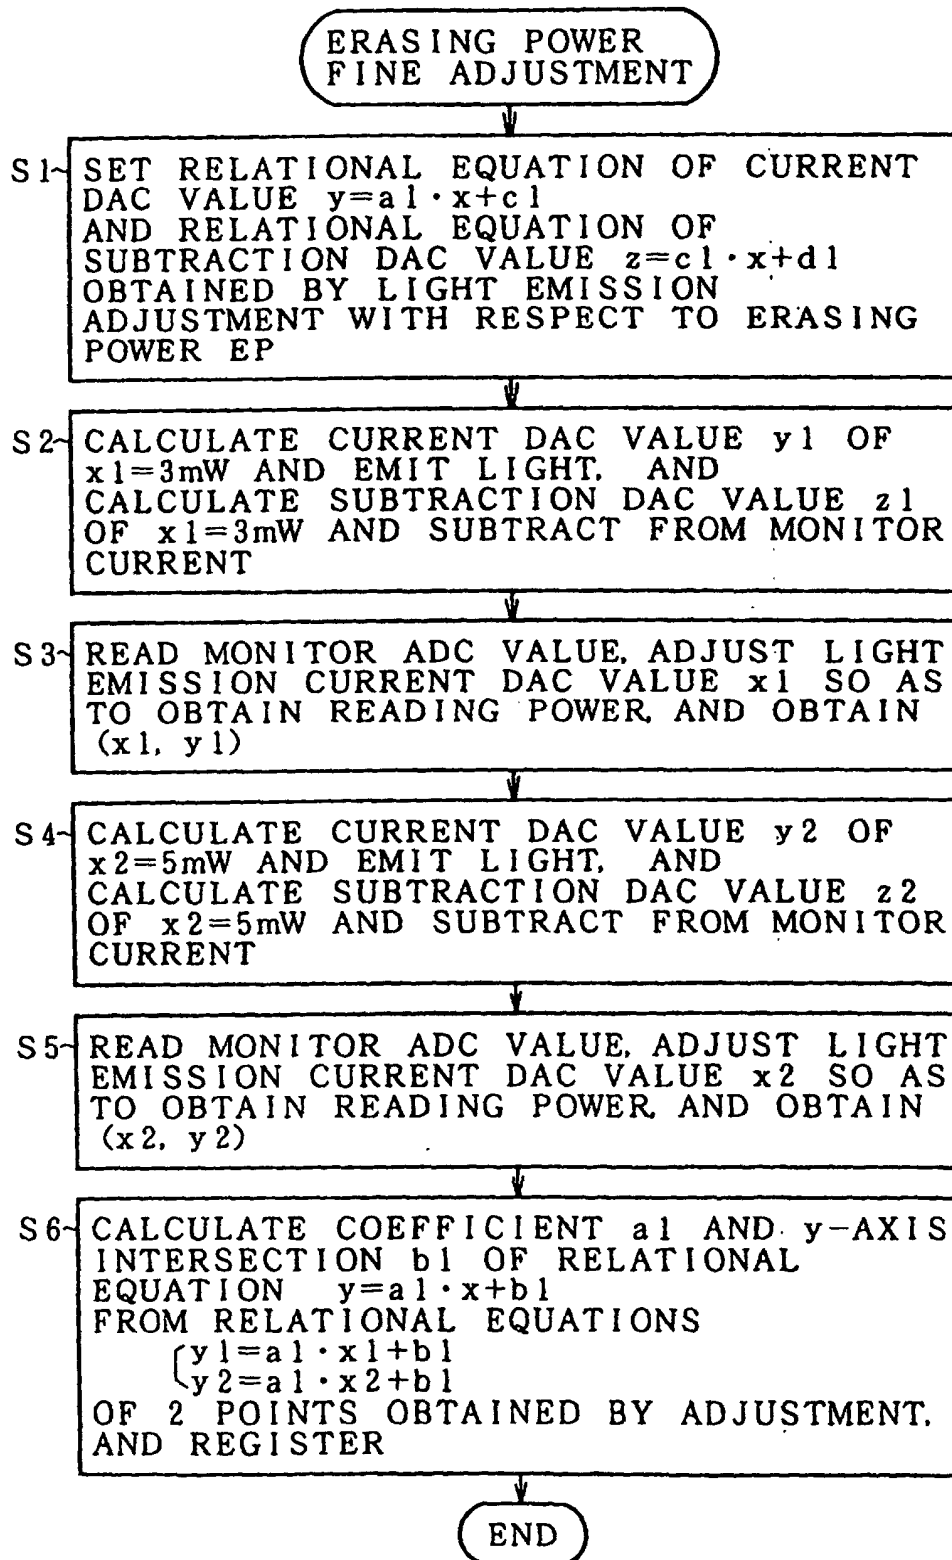 ERASING POWER
FINE ADJUSTMENT
S1
SET RELATIONAL EQUATION OF CURRENT
DAC VALUE y=a1·x+c1
AND RELATIONAL EQUATION OF
SUBTRACTION DAC VALUE z=c1·x+d1
OBTAINED BY LIGHT EMISSION
ADJUSTMENT WITH RESPECT TO ERASING
POWER EP
S2
CALCULATE CURRENT DAC VALUE y1 OF
x1=3mW AND EMIT LIGHT, AND
CALCULATE SUBTRACTION DAC VALUE z1
OF x1=3mW AND SUBTRACT FROM MONITOR
CURRENT
S3
READ MONITOR ADC VALUE, ADJUST LIGHT
EMISSION CURRENT DAC VALUE x1 SO AS
TO OBTAIN READING POWER, AND OBTAIN
(x1, y1)
S4
CALCULATE CURRENT DAC VALUE y2 OF
x2=5mW AND EMIT LIGHT, AND
CALCULATE SUBTRACTION DAC VALUE z2
OF x2=5mW AND SUBTRACT FROM MONITOR
CURRENT
S5
READ MONITOR ADC VALUE, ADJUST LIGHT
EMISSION CURRENT DAC VALUE x2 SO AS
TO OBTAIN READING POWER, AND OBTAIN
(x2, y2)
S6
CALCULATE COEFFICIENT a1 AND y-AXIS
INTERSECTION b1 OF RELATIONAL
EQUATION y=a1·x+b1
FROM RELATIONAL EQUATIONS
y1=a1·x1+b1
y2=a1·x2+b1
OF 2 POINTS OBTAINED BY ADJUSTMENT,
AND REGISTER
END